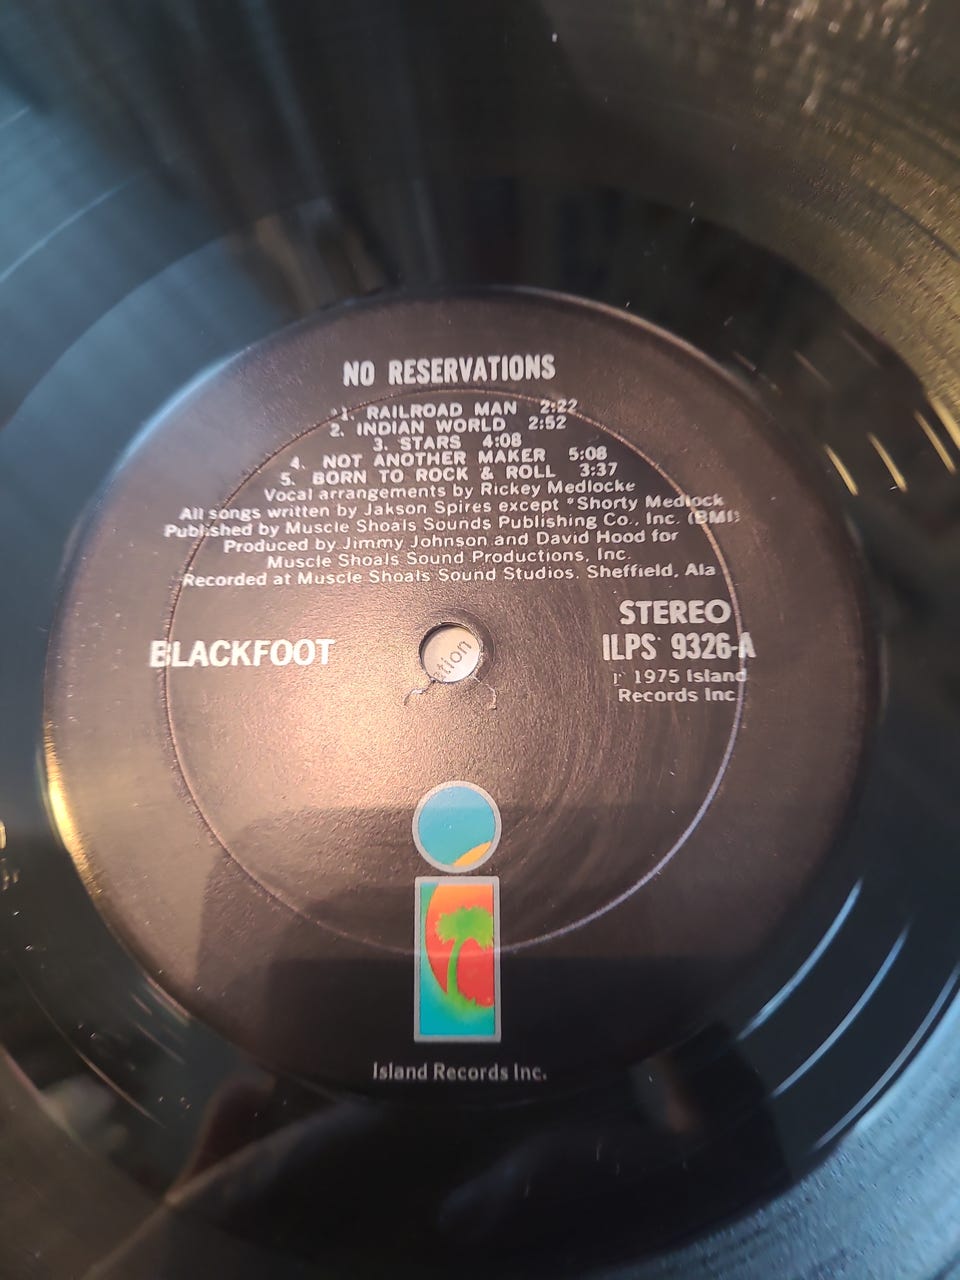 NO RESERVATIONS
*1. RAILROAD MAN 2:22
2. INDIAN WORLD 2:52
3. STARS 4:08
4. NOT ANOTHER MAKER 5:08
5. BORN TO ROCK & ROLL 3:37
Vocal arrangements by Rickey Medlocke
All songs written by Jakson Spires except *Shorty Medlock
Published by Muscle Shoals Sounds Publishing Co., Inc. (BMI)
Produced by Jimmy Johnson and David Hood for
Muscle Shoals Sound Productions, Inc.
Recorded at Muscle Shoals Sound Studios. Sheffield, Ala
BLACKFOOT
STEREO
ILPS 9326-A
1975 Island
Records Inc.
ation
Island Records Inc.